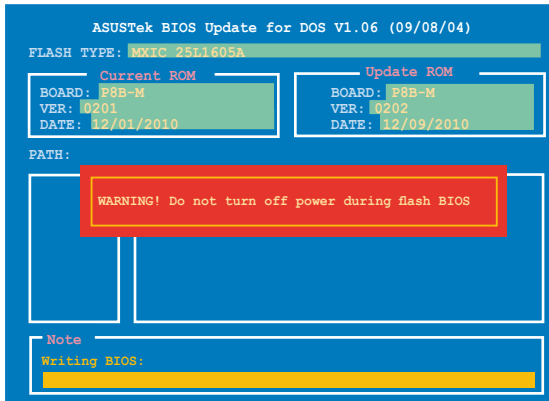 ASUSTek BIOS Update for DOS V1.06 (09/08/04)
FLASH TYPE: MXIC 25L1605A
Current ROM
BOARD: P8B-M
VER: 0201
DATE: 12/01/2010
Update ROM
BOARD: P8B-M
VER: 0202
DATE: 12/09/2010
PATH:
WARNING! Do not turn off power during flash BIOS
Note
Writing BIOS: